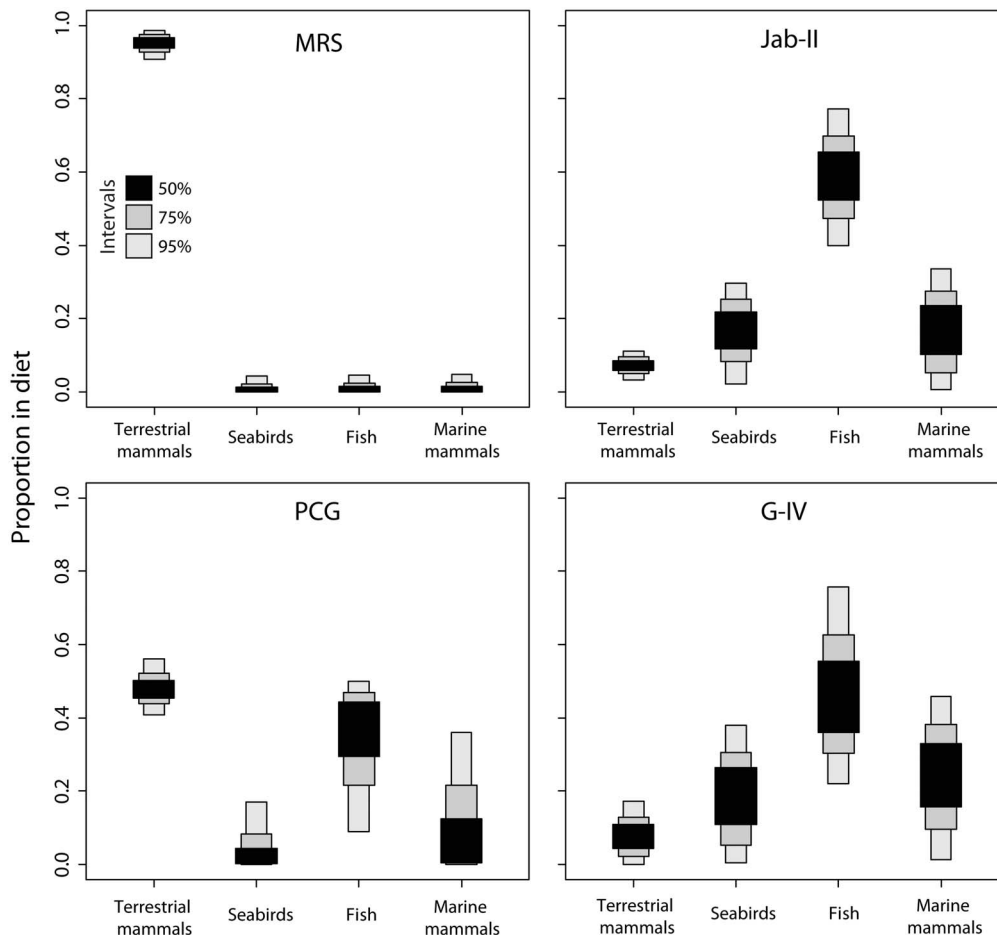 Proportion in diet
MRS
1.0
0.8
0.6
0.4
0.2
0.0
Intervals
50%
75%
95%
Terrestrial
mammals
Seabirds
Fish
Marine
mammals
Jab-II
Terrestrial
mammals
Seabirds
Fish
Marine
mammals
PCG
1.0
0.8
0.6
0.4
0.2
0.0
Terrestrial
mammals
Seabirds
Fish
Marine
mammals
G-IV
Terrestrial
mammals
Seabirds
Fish
Marine
mammals